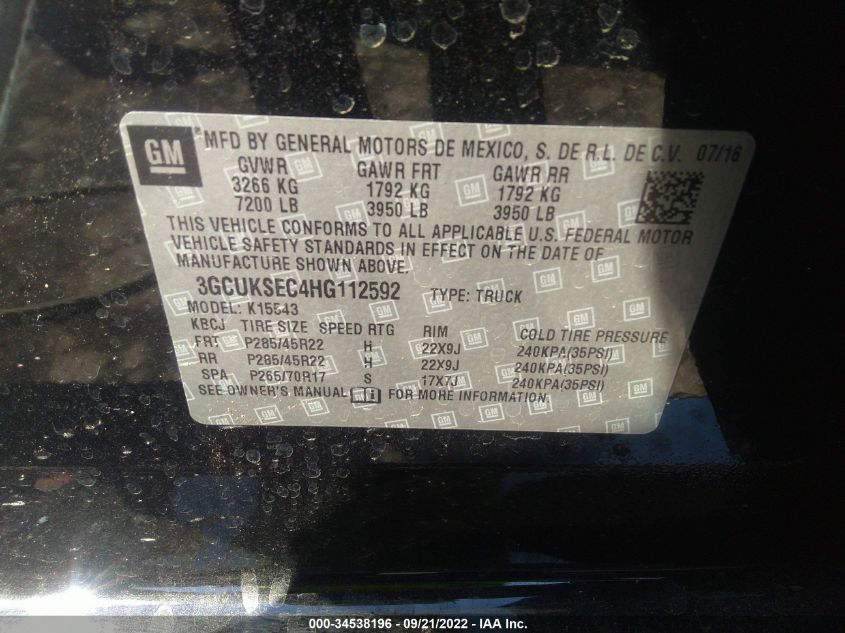 GM ® MFD BY GENERAL MOTORS DE MEXICO, S. DE R.L. DE C.V. 07/16
GVWR GAWR FRT GAWR RR
3266 KG 1792 KG 1792 KG
7200 LB 3950 LB 3950 LB
THIS VEHICLE CONFORMS TO ALL APPLICABLE U.S. FEDERAL MOTOR
VEHICLE SAFETY STANDARDS IN EFFECT ON THE DATE OF
MANUFACTURE SHOWN ABOVE.
3GCUKSEC4HG112592 TYPE: TRUCK
MODEL: K15543
KBCJ TIRE SIZE SPEED RTG RIM COLD TIRE PRESSURE
FRT P285/45R22 H 22X9J 240KPA(35PSI)
RR P285/45R22 H 22X9J 240KPA(35PSI)
SPA P265/70R17 S 17X7J 240KPA(35PSI)
SEE OWNER'S MANUAL FOR MORE INFORMATION.
000-34538196 - 09/21/2022 - IAA Inc.